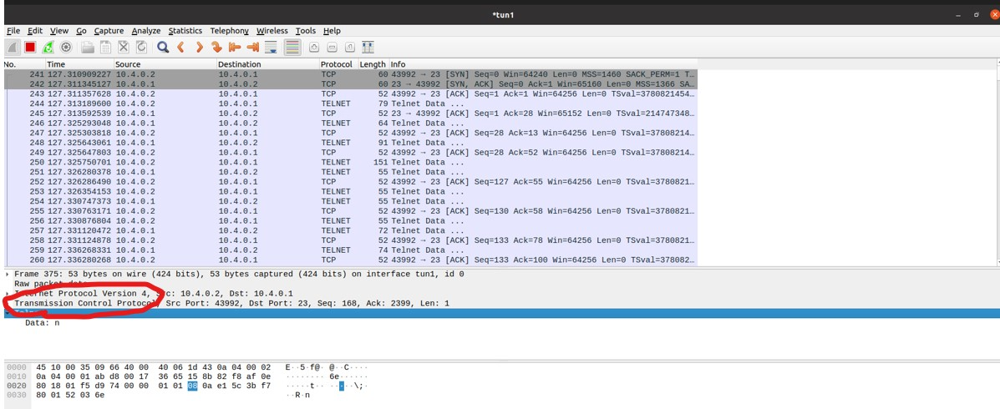 *tun1
File Edit View Go Capture Analyze Statistics Telephony Wireless Tools Help
No. Time Source Destination Protocol Length Info
241 127.310909227 10.4.0.2 10.4.0.1 TCP 60 43992 → 23 [SYN] Seq=0 Win=64240 Len=0 MSS=1460 SACK_PERM=1 T…
242 127.311345127 10.4.0.1 10.4.0.2 TCP 60 23 → 43992 [SYN, ACK] Seq=0 Ack=1 Win=65160 Len=0 MSS=1366 SA…
243 127.311357628 10.4.0.2 10.4.0.1 TCP 52 43992 → 23 [ACK] Seq=1 Ack=1 Win=64256 Len=0 TSval=3780821454…
244 127.313189600 10.4.0.2 10.4.0.1 TELNET 79 Telnet Data ...
245 127.313592539 10.4.0.1 10.4.0.2 TCP 52 23 → 43992 [ACK] Seq=1 Ack=28 Win=65152 Len=0 TSval=214747348…
246 127.325293048 10.4.0.1 10.4.0.2 TELNET 64 Telnet Data ...
247 127.325303818 10.4.0.2 10.4.0.1 TCP 52 43992 → 23 [ACK] Seq=28 Ack=13 Win=64256 Len=0 TSval=37808214…
248 127.325643061 10.4.0.1 10.4.0.2 TELNET 91 Telnet Data ...
249 127.325647803 10.4.0.2 10.4.0.1 TCP 52 43992 → 23 [ACK] Seq=28 Ack=52 Win=64256 Len=0 TSval=37808214…
250 127.325750701 10.4.0.2 10.4.0.1 TELNET 151 Telnet Data ...
251 127.326280378 10.4.0.1 10.4.0.2 TELNET 55 Telnet Data ...
252 127.326286490 10.4.0.2 10.4.0.1 TCP 52 43992 → 23 [ACK] Seq=127 Ack=55 Win=64256 Len=0 TSval=3780821…
253 127.326354153 10.4.0.2 10.4.0.1 TELNET 55 Telnet Data ...
254 127.330747373 10.4.0.1 10.4.0.2 TELNET 55 Telnet Data ...
255 127.330763171 10.4.0.2 10.4.0.1 TCP 52 43992 → 23 [ACK] Seq=130 Ack=58 Win=64256 Len=0 TSval=3780821…
256 127.330876804 10.4.0.2 10.4.0.1 TELNET 55 Telnet Data ...
257 127.331120472 10.4.0.1 10.4.0.2 TELNET 72 Telnet Data ...
258 127.331124878 10.4.0.2 10.4.0.1 TCP 52 43992 → 23 [ACK] Seq=133 Ack=78 Win=64256 Len=0 TSval=3780821…
259 127.336268331 10.4.0.1 10.4.0.2 TELNET 74 Telnet Data ...
260 127.336280268 10.4.0.2 10.4.0.1 TCP 52 43992 → 23 [ACK] Seq=133 Ack=100 Win=64256 Len=0 TSval=378082…
Frame 375: 53 bytes on wire (424 bits), 53 bytes captured (424 bits) on interface tun1, id 0
Raw packet data
Internet Protocol Version 4, Src: 10.4.0.2, Dst: 10.4.0.1
Transmission Control Protocol, Src Port: 43992, Dst Port: 23, Seq: 168, Ack: 2399, Len: 1
Data: n
0000 45 10 00 35 09 66 40 00 40 06 1d 43 0a 04 00 02 E··5·f@· @··C····
0010 0a 04 00 01 ab d8 00 17 36 65 15 8b 82 f8 af 0e ········ 6e······
0020 80 18 01 f5 d9 74 00 00 01 01 08 0a e1 5c 3b f7 ·····t·· ·····\;·
0030 80 01 52 03 6e ··R·n